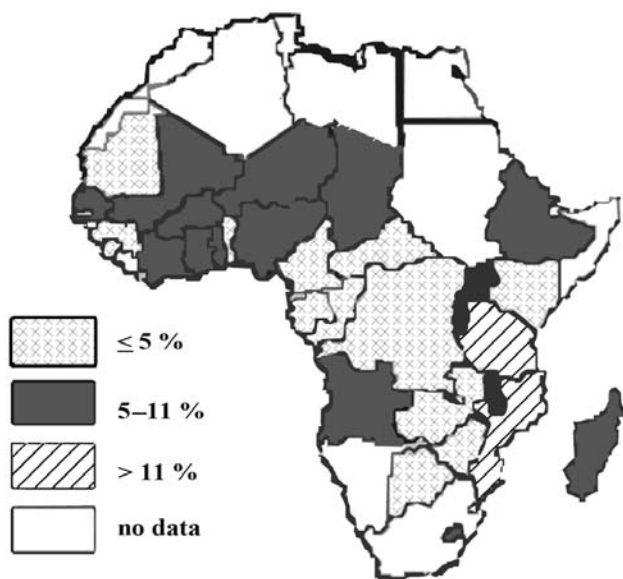 ≤ 5 %
5–11 %
> 11 %
no data